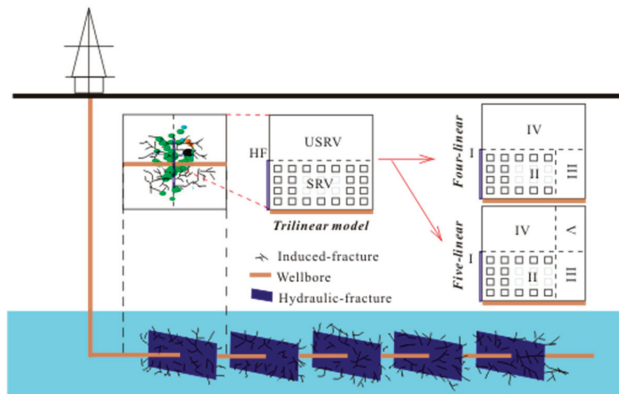 HF
USRV
SRV
Trilinear model
I
IV
II
III
Four-linear
I
IV
V
II
III
Five-linear
Induced-fracture
Wellbore
Hydraulic-fracture